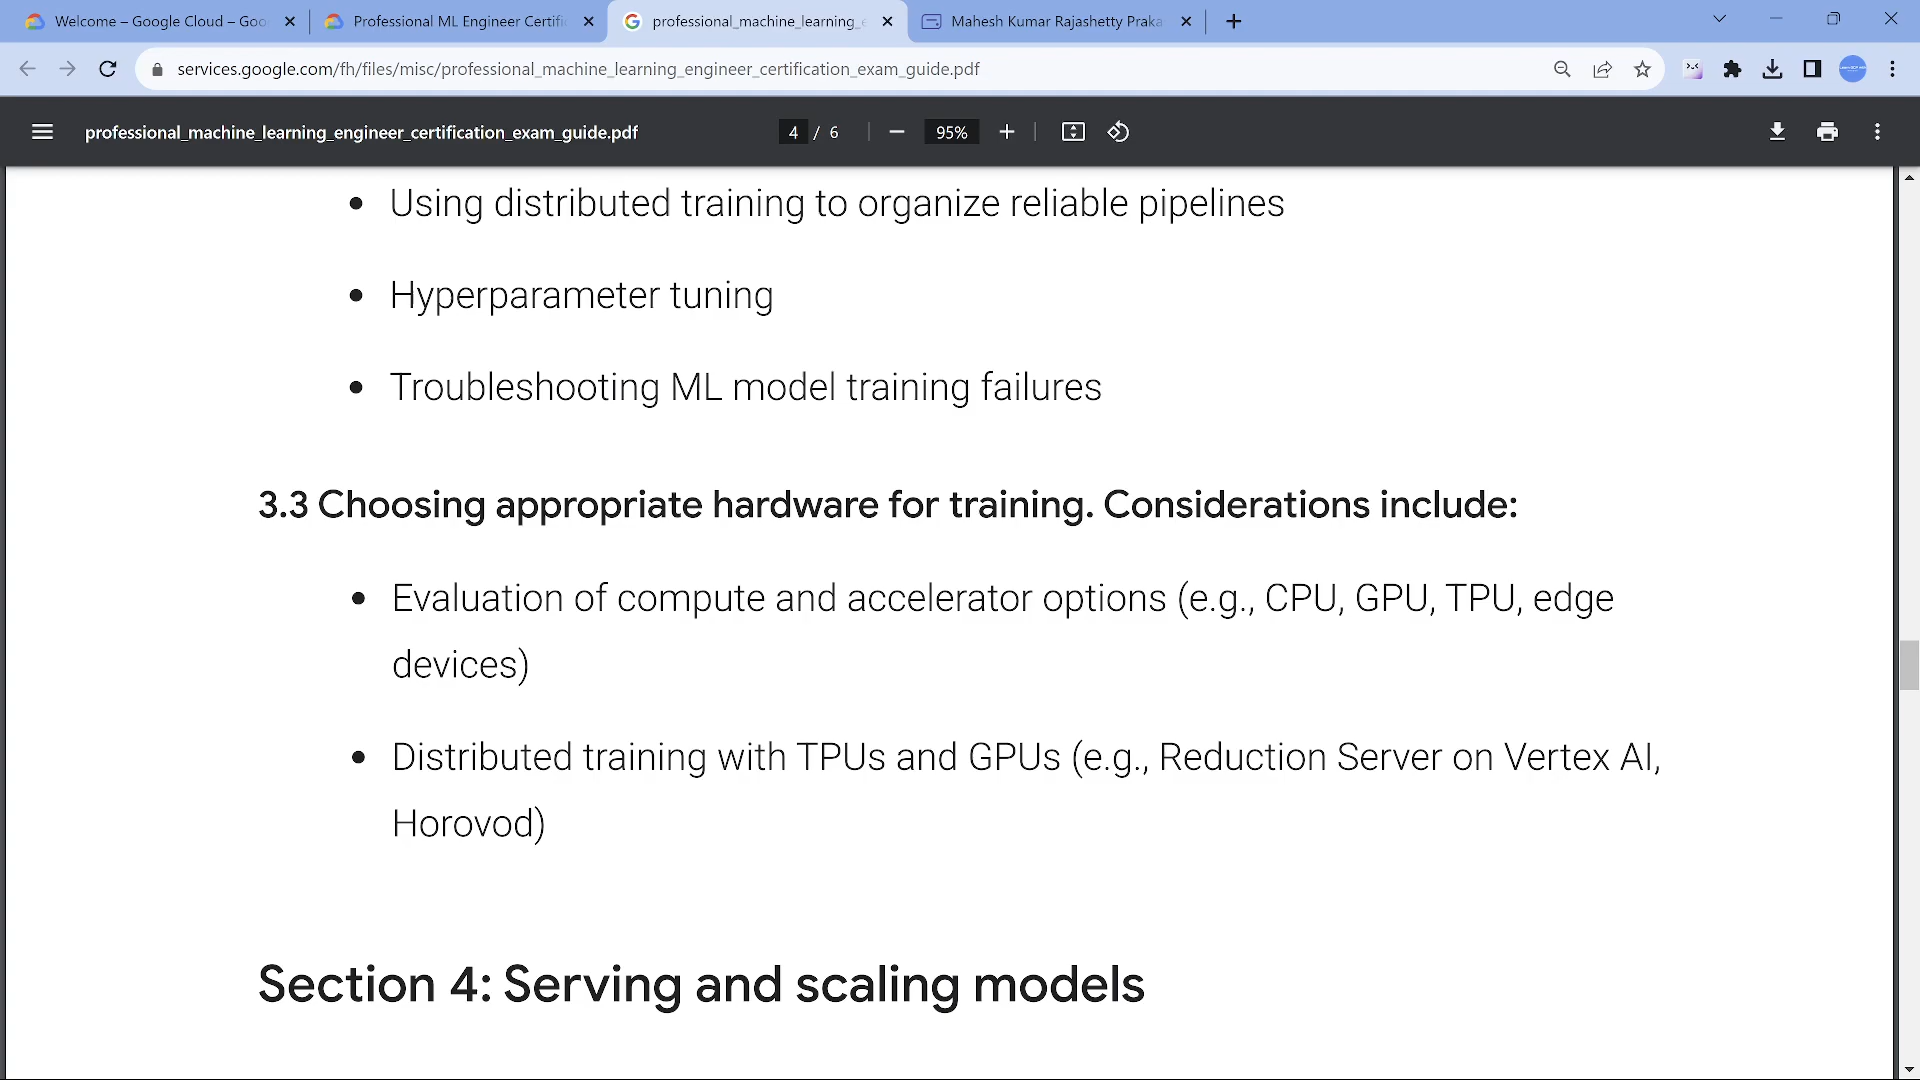 Welcome – Google Cloud – Goo
Professional ML Engineer Certific
professional_machine_learning_e
Mahesh Kumar Rajashetty Praka
services.google.com/fh/files/misc/professional_machine_learning_engineer_certification_exam_guide.pdf
professional_machine_learning_engineer_certification_exam_guide.pdf
4 / 6
95%
• Using distributed training to organize reliable pipelines
• Hyperparameter tuning
• Troubleshooting ML model training failures
3.3 Choosing appropriate hardware for training. Considerations include:
• Evaluation of compute and accelerator options (e.g., CPU, GPU, TPU, edge
devices)
• Distributed training with TPUs and GPUs (e.g., Reduction Server on Vertex AI,
Horovod)
Section 4: Serving and scaling models